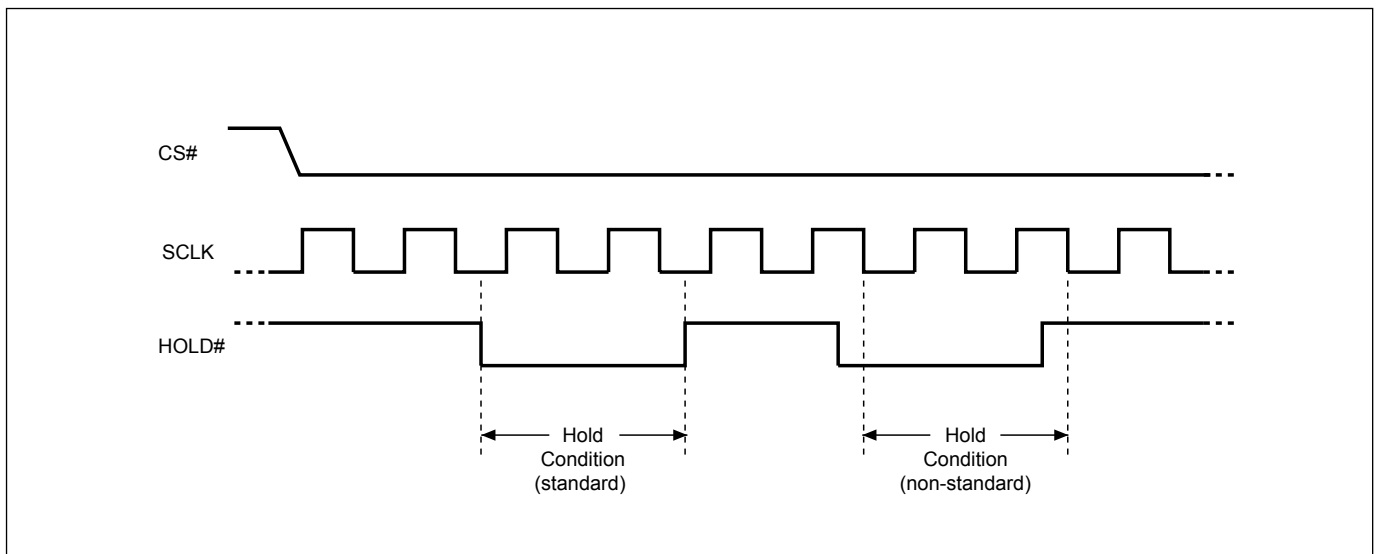 CS#
SCLK
HOLD#
Hold
Condition
(standard)
Hold
Condition
(non-standard)